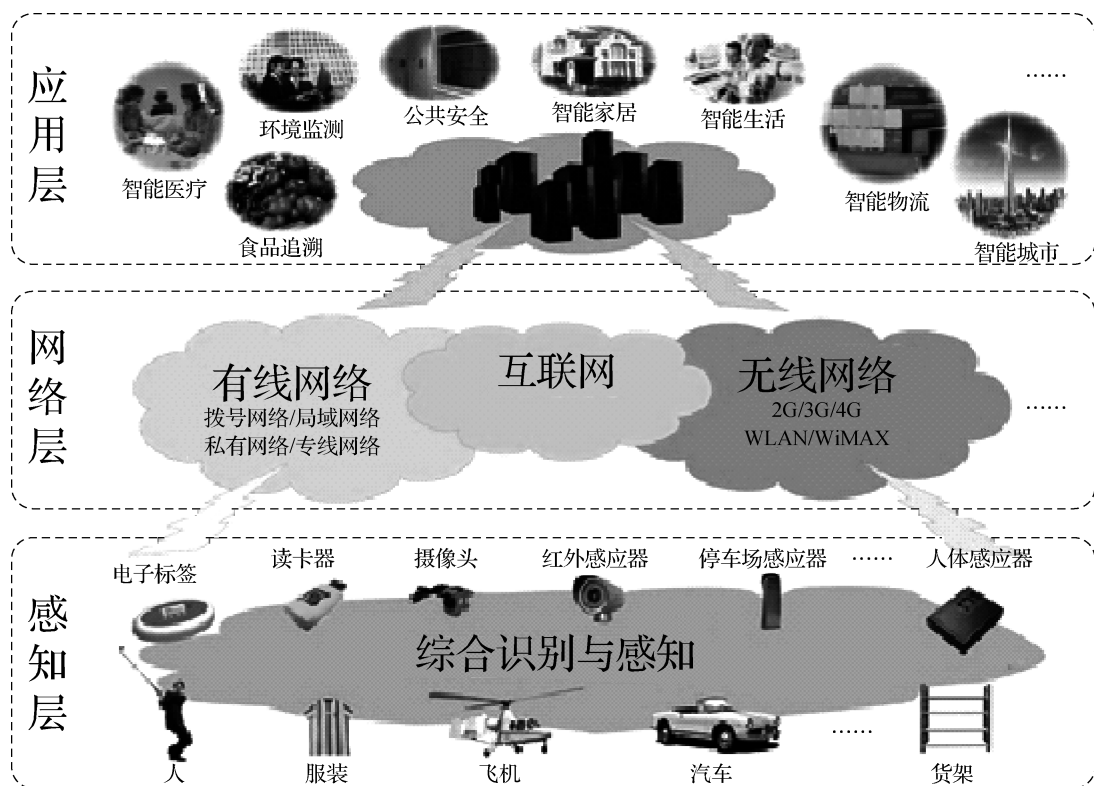 应用层
智能医疗
环境监测
食品追溯
公共安全
智能家居
智能生活
智能物流
智能城市
……
网络层
有线网络
拨号网络/局域网络
私有网络/专线网络
互联网
无线网络
2G/3G/4G
WLAN/WiMAX
……
感知层
电子标签
读卡器
摄像头
红外感应器
停车场感应器
……
人体感应器
综合识别与感知
人
服装
飞机
汽车
……
货架